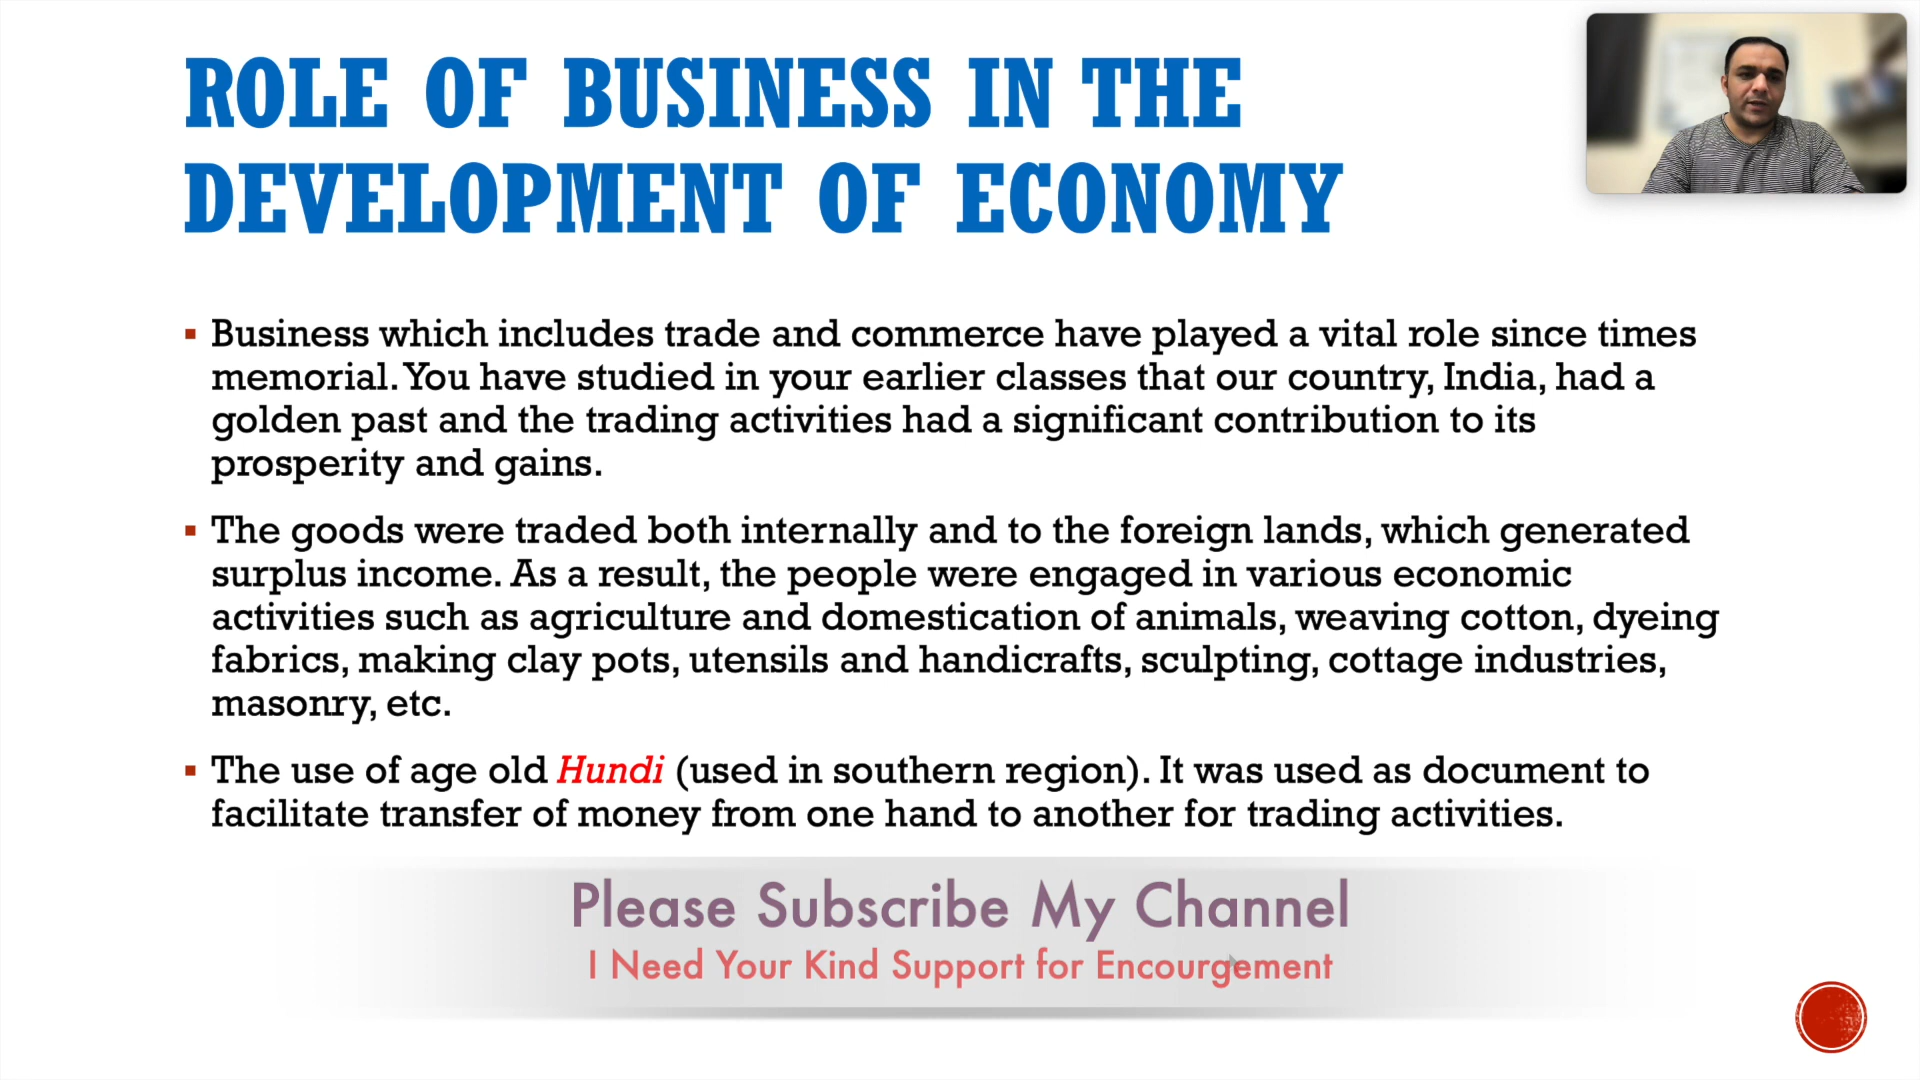 ROLE OF BUSINESS IN THE
DEVELOPMENT OF ECONOMY
▪ Business which includes trade and commerce have played a vital role since times
memorial. You have studied in your earlier classes that our country, India, had a
golden past and the trading activities had a significant contribution to its
prosperity and gains.
▪ The goods were traded both internally and to the foreign lands, which generated
surplus income. As a result, the people were engaged in various economic
activities such as agriculture and domestication of animals, weaving cotton, dyeing
fabrics, making clay pots, utensils and handicrafts, sculpting, cottage industries,
masonry, etc.
▪ The use of age old Hundi (used in southern region). It was used as document to
facilitate transfer of money from one hand to another for trading activities.
Please Subscribe My Channel
I Need Your Kind Support for Encourgement